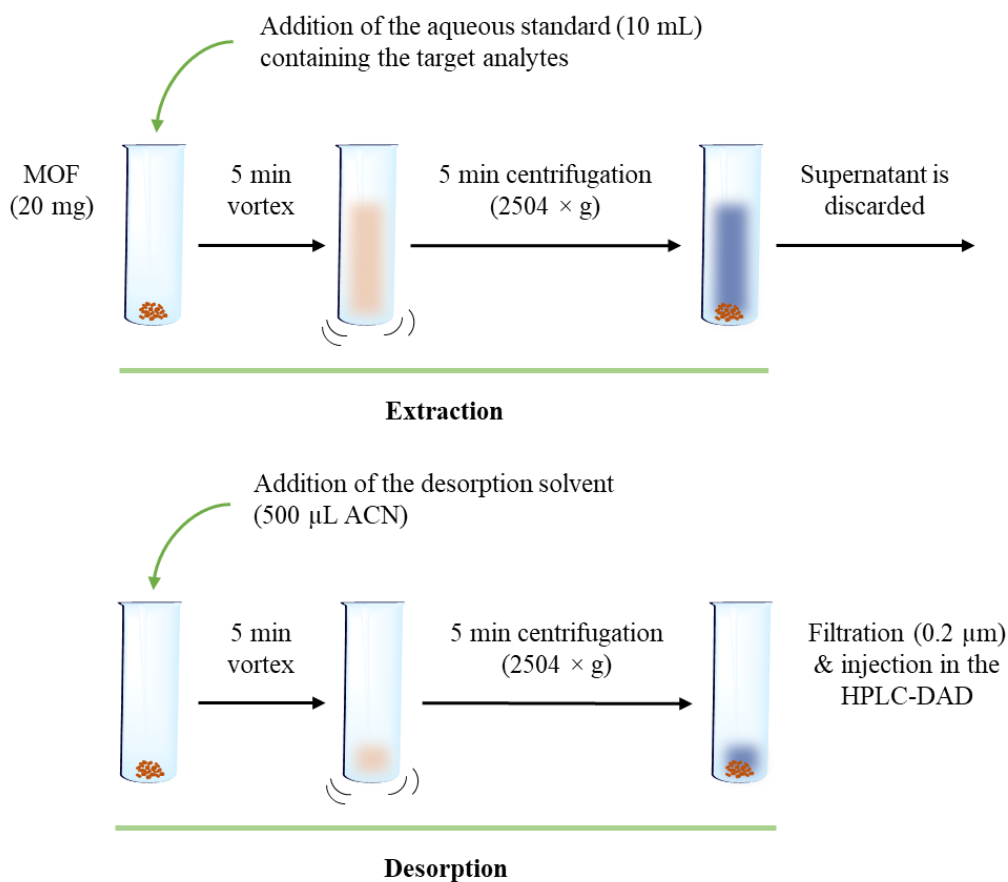 Addition of the aqueous standard (10 mL)
containing the target analytes
MOF
(20 mg)
5 min
vortex
5 min centrifugation
(2504 × g)
Supernatant is
discarded
Extraction
Addition of the desorption solvent
(500 µL ACN)
5 min
vortex
5 min centrifugation
(2504 × g)
Filtration (0.2 µm)
& injection in the
HPLC-DAD
Desorption